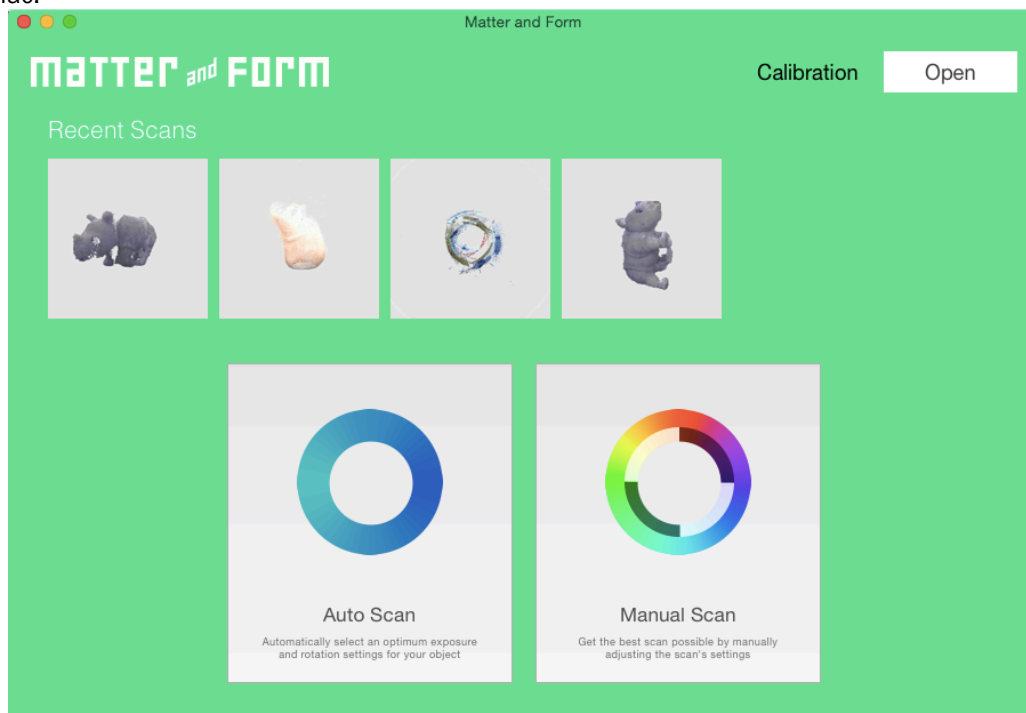 Matter and Form
matter and form
Calibration
Open
Recent Scans
Auto Scan
Automatically select an optimum exposure
and rotation settings for your object
Manual Scan
Get the best scan possible by manually
adjusting the scan's settings